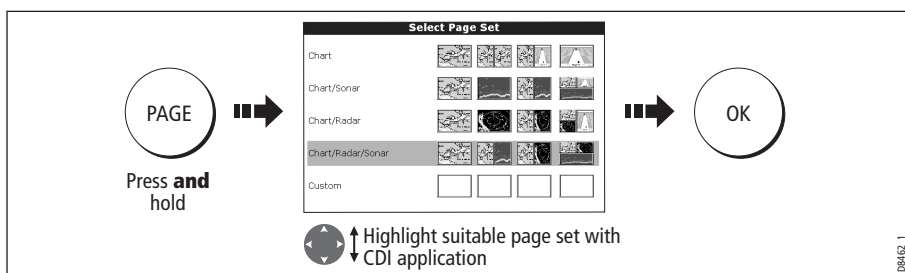 Select Page Set
Chart
Chart/Sonar
Chart/Radar
Chart/Radar/Sonar
Custom
PAGE
Press and
hold
OK
Highlight suitable page set with
CDI application
D8462_1